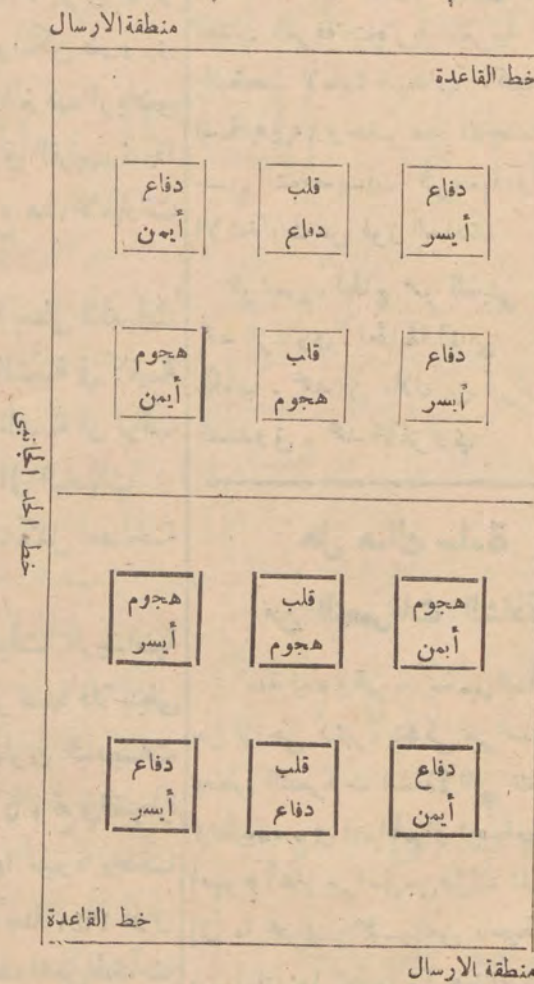 منطقة الارسال
خط القاعدة
دفاع أيسر
قلب دفاع
دفاع أيمن
دفاع أيسر
قلب هجوم
هجوم أيمن
خط الحد الجانبي
هجوم أيمن
قلب هجوم
هجوم أيسر
دفاع أيمن
قلب دفاع
دفاع أيسر
خط القاعدة
منطقة الارسال